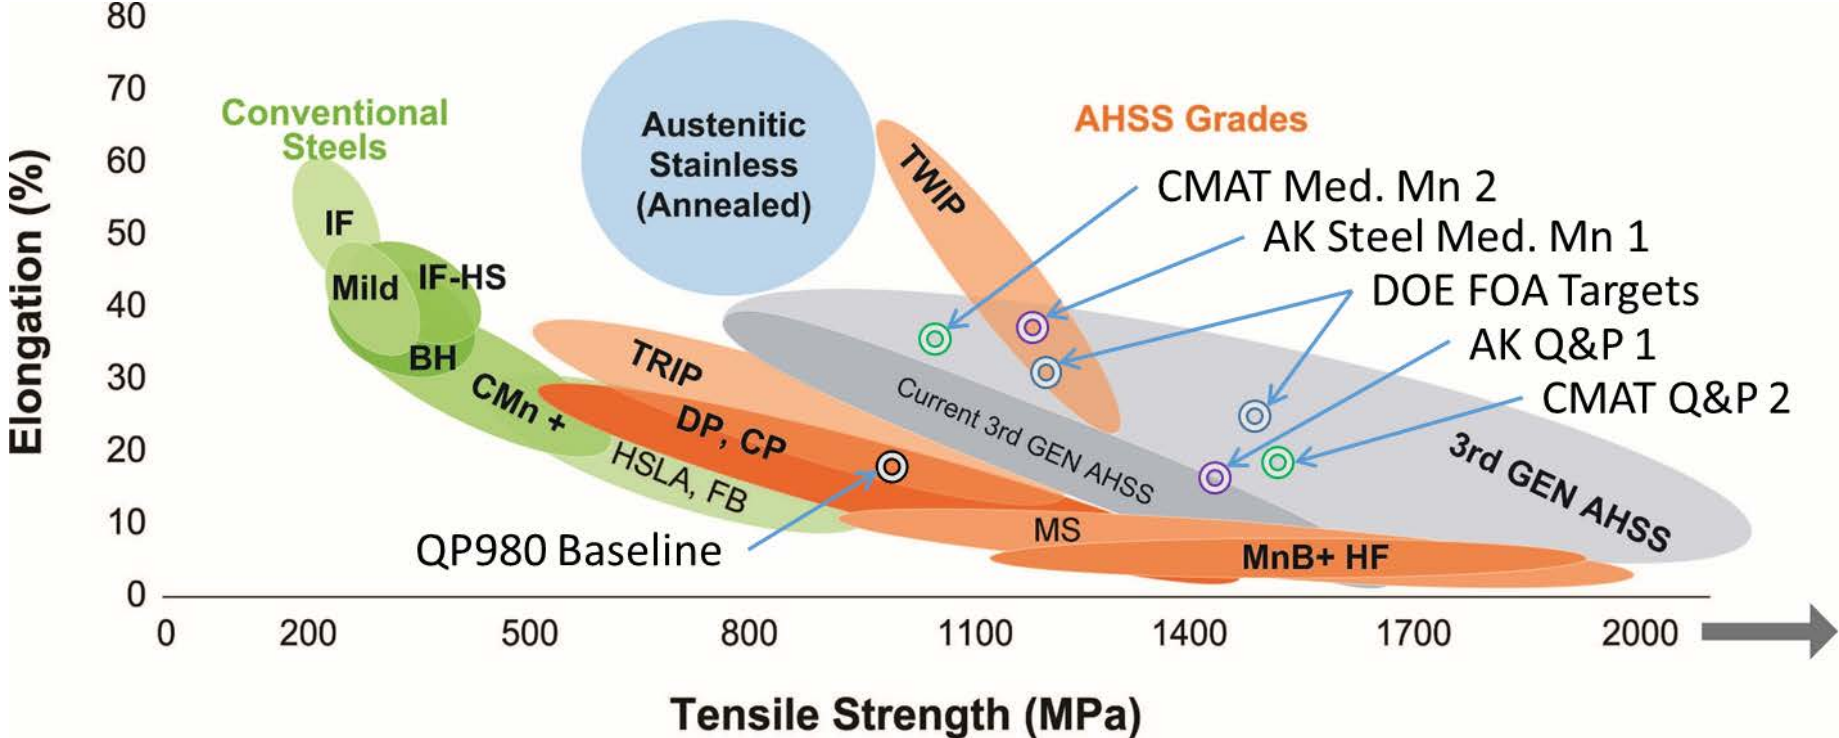 80
70
60
50
40
30
20
10
0
Elongation (%)
Conventional
Steels
IF
Mild
IF-HS
BH
CMn +
HSLA, FB
Austenitic
Stainless
(Annealed)
AHSS Grades
TWIP
TRIP
DP, CP
Current 3rd GEN AHSS
3rd GEN AHSS
MS
MnB+ HF
CMAT Med. Mn 2
AK Steel Med. Mn 1
DOE FOA Targets
AK Q&P 1
CMAT Q&P 2
QP980 Baseline
0 200 500 800 1100 1400 1700 2000
Tensile Strength (MPa)